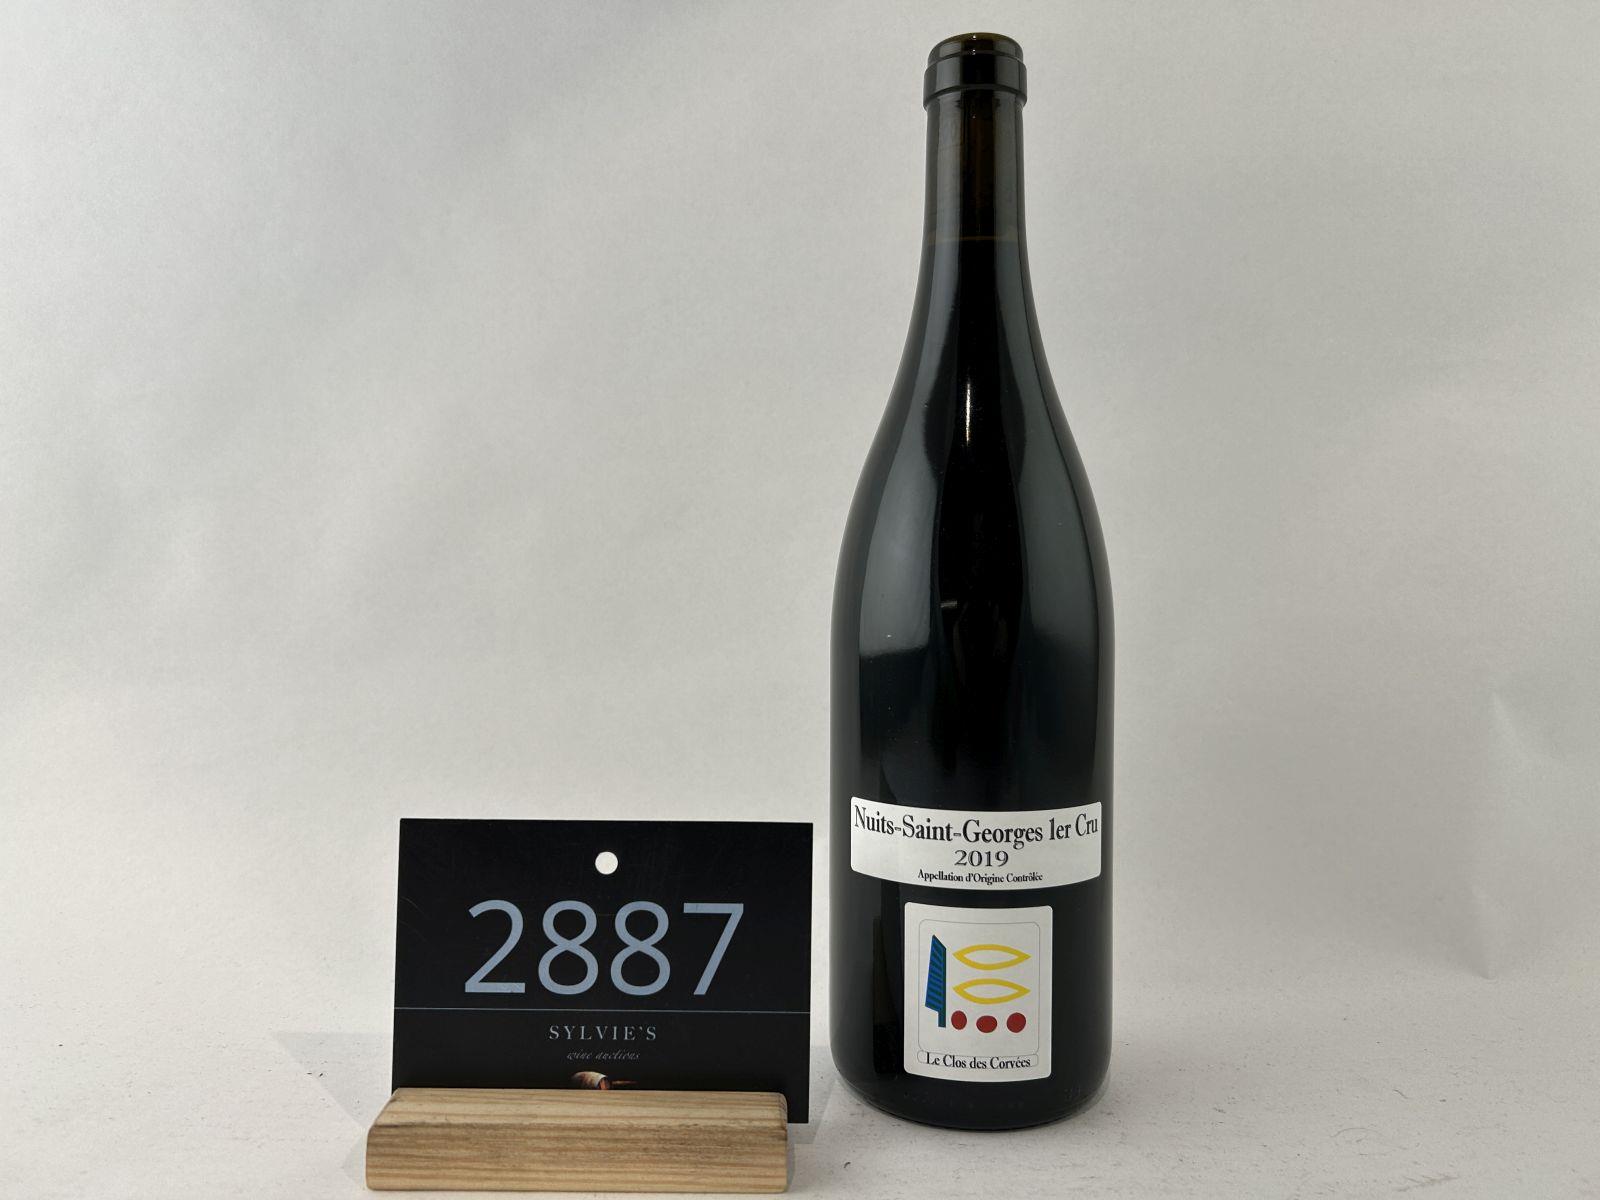 Nuits-Saint-Georges 1er Cru
2019
Appellation d'Origine Contrôlée
Le Clos des Corvées
2887
SYLVIE'S
wine auctions